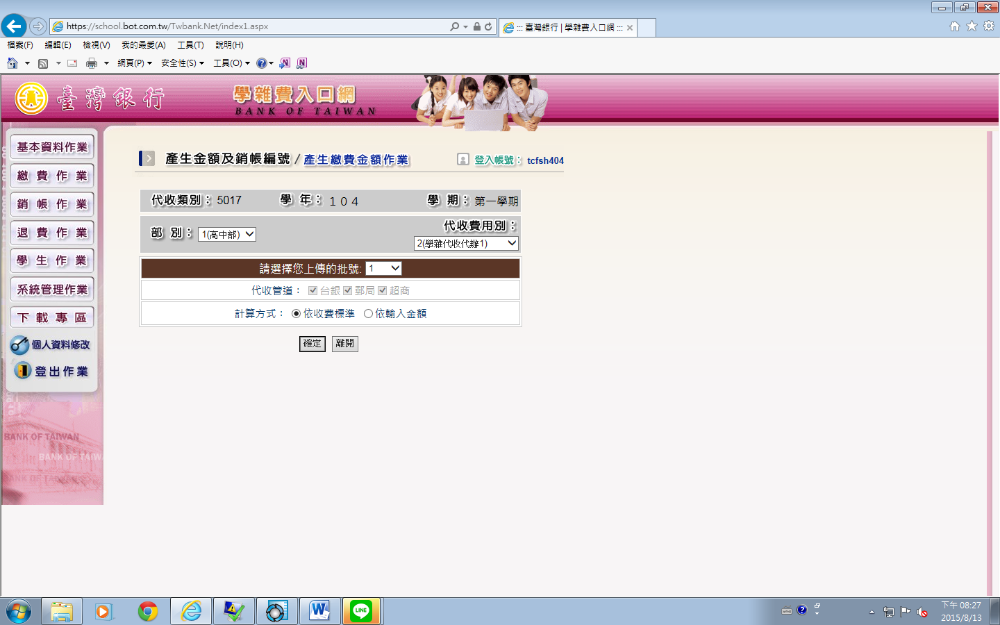 https://school.bot.com.tw/Twbank.Net/index1.aspx
::: 臺灣銀行 | 學雜費入口網 :::
檔案(F) 編輯(E) 檢視(V) 我的最愛(A) 工具(T) 說明(H)
網頁(P) 安全性(S) 工具(O)
臺灣銀行
學雜費入口網
BANK OF TAIWAN
基本資料作業
繳費作業
銷帳作業
退費作業
學生作業
系統管理作業
下載專區
個人資料修改
登出作業
BANK OF TAIWAN
BANK OF TAIW
BANK OF TAIWAN
產生金額及銷帳編號 / 產生繳費金額作業 登入帳號： tcfsh404
代收類別： 5017 學 年： １０４ 學 期： 第一學期
部 別： 1(高中部) 代收費用別：
2(學雜代收代辦1)
請選擇您上傳的批號: 1
代收管道： 台銀 郵局 超商
計算方式： 依收費標準 依輸入金額
確定 離開
LINE
下午 08:27
2015/8/13